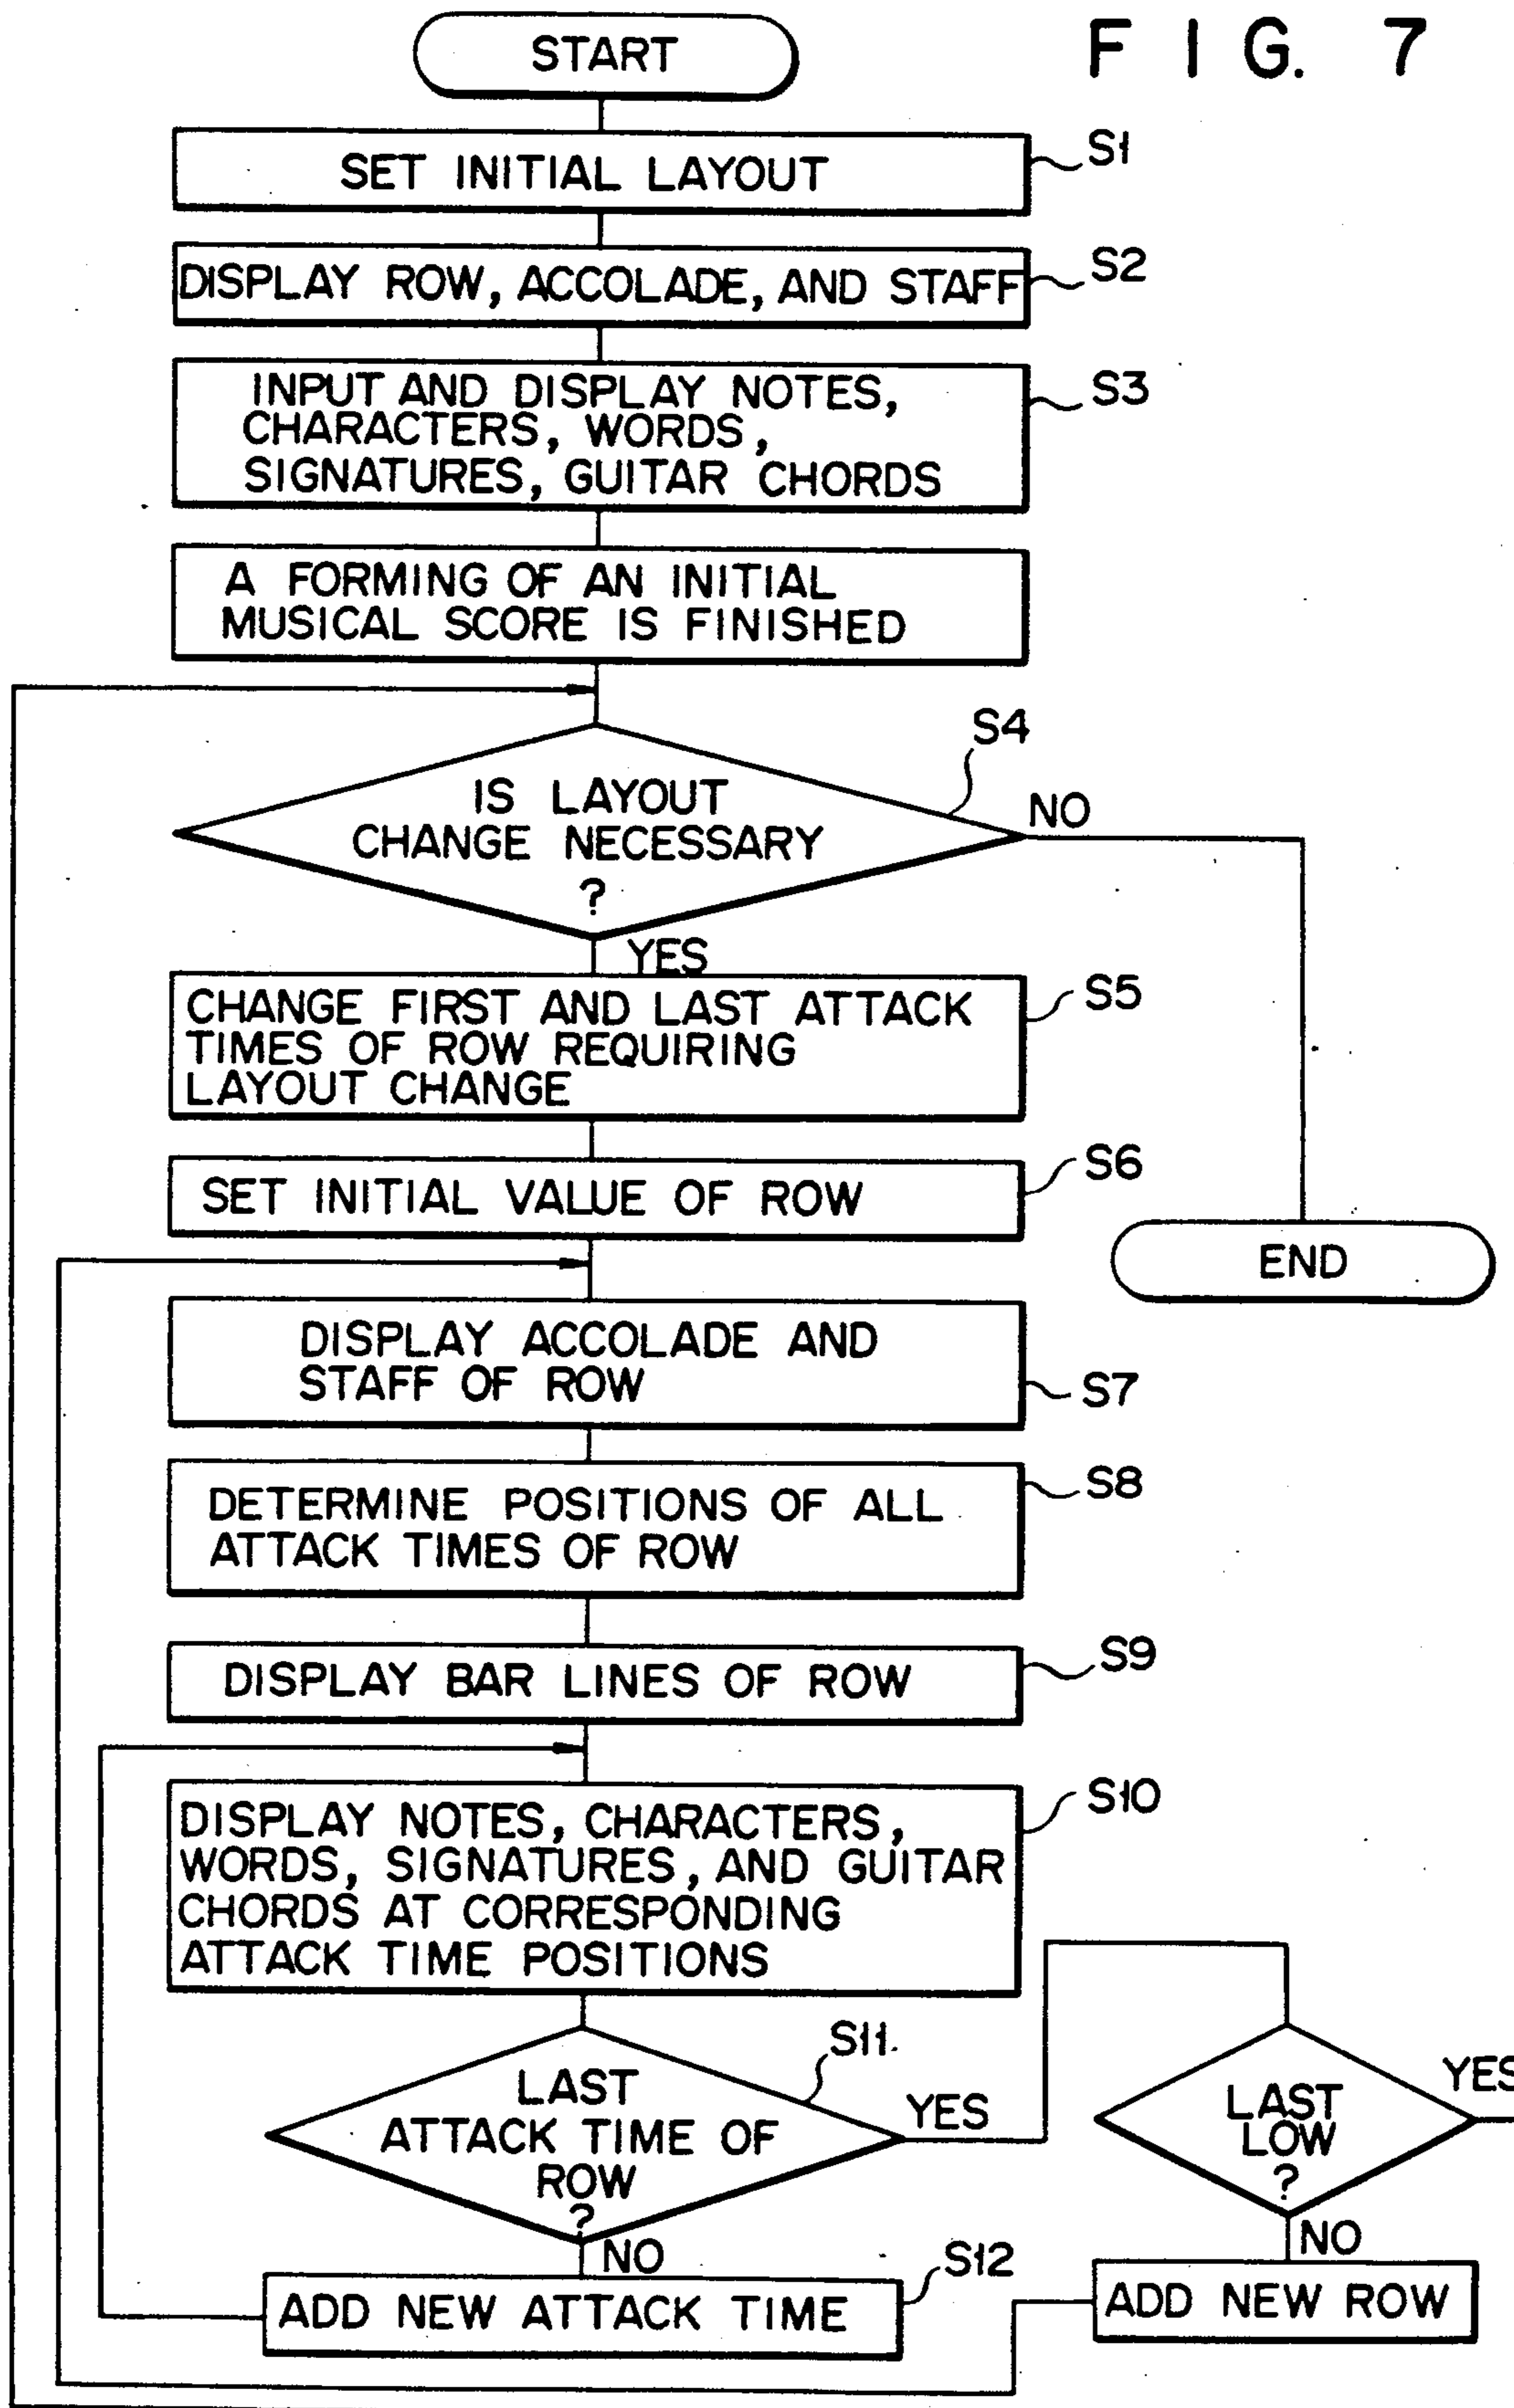 F I G. 7
START
SET INITIAL LAYOUT
S1
DISPLAY ROW, ACCOLADE, AND STAFF
S2
INPUT AND DISPLAY NOTES,
CHARACTERS, WORDS,
SIGNATURES, GUITAR CHORDS
S3
A FORMING OF AN INITIAL
MUSICAL SCORE IS FINISHED
S4
IS LAYOUT
CHANGE NECESSARY
?
NO
YES
CHANGE FIRST AND LAST ATTACK
TIMES OF ROW REQUIRING
LAYOUT CHANGE
S5
SET INITIAL VALUE OF ROW
S6
END
DISPLAY ACCOLADE AND
STAFF OF ROW
S7
DETERMINE POSITIONS OF ALL
ATTACK TIMES OF ROW
S8
DISPLAY BAR LINES OF ROW
S9
DISPLAY NOTES, CHARACTERS,
WORDS, SIGNATURES, AND GUITAR
CHORDS AT CORRESPONDING
ATTACK TIME POSITIONS
S10
S11
LAST
ATTACK TIME OF
ROW
?
YES
NO
LAST
LOW
?
YES
NO
ADD NEW ATTACK TIME
S12
ADD NEW ROW